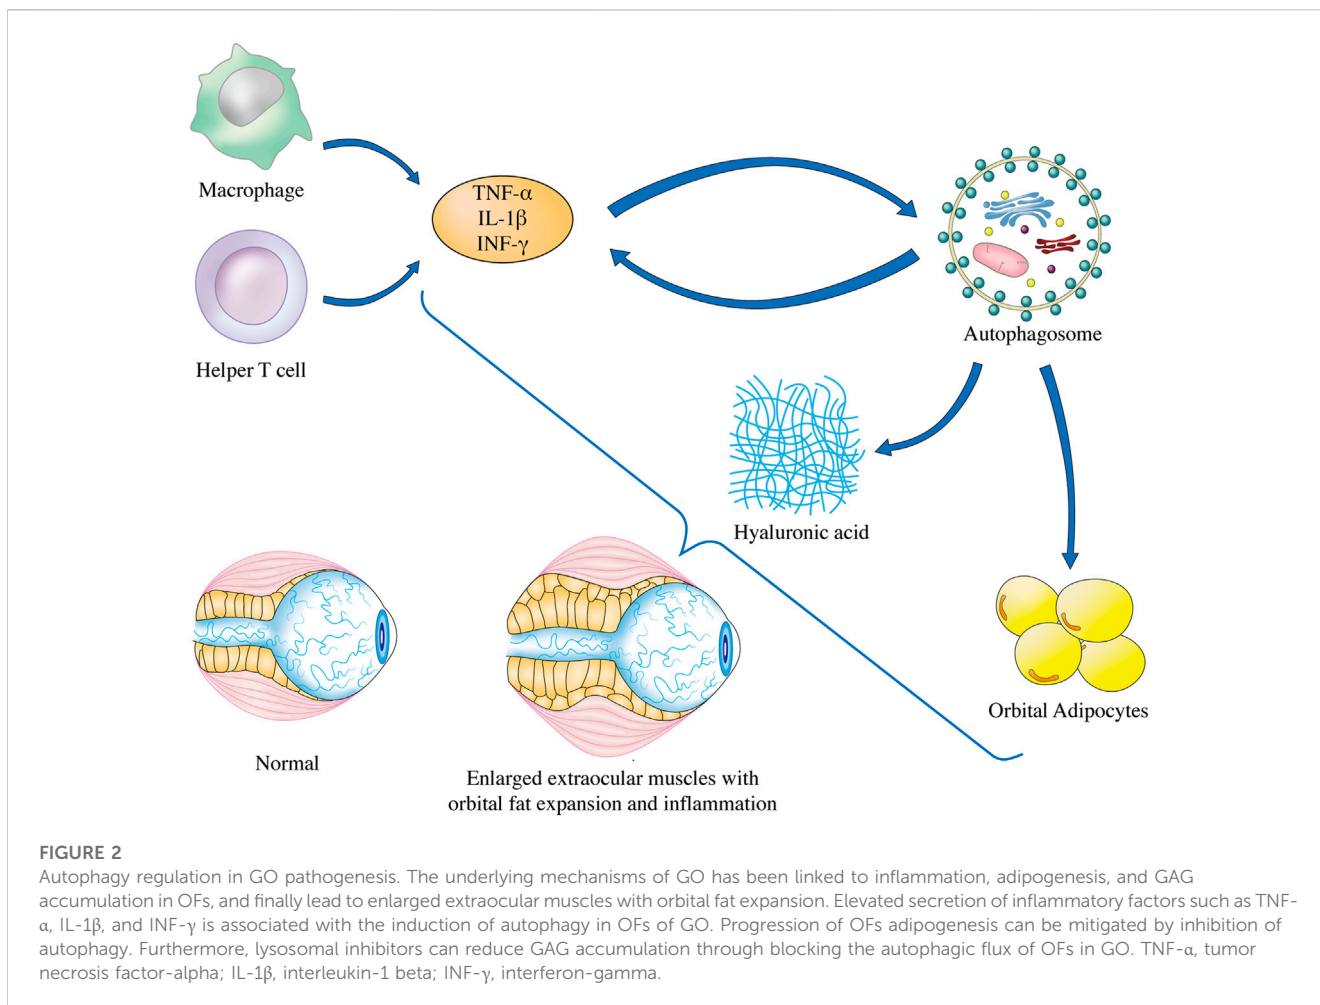 Macrophage
TNF-α
IL-1β
INF-γ
Helper T cell
Autophagosome
Hyaluronic acid
Orbital Adipocytes
Normal
Enlarged extraocular muscles with
orbital fat expansion and inflammation
FIGURE 2
Autophagy regulation in GO pathogenesis. The underlying mechanisms of GO has been linked to inflammation, adipogenesis, and GAG
accumulation in OFs, and finally lead to enlarged extraocular muscles with orbital fat expansion. Elevated secretion of inflammatory factors such as TNF-
α, IL-1β, and INF-γ is associated with the induction of autophagy in OFs of GO. Progression of OFs adipogenesis can be mitigated by inhibition of
autophagy. Furthermore, lysosomal inhibitors can reduce GAG accumulation through blocking the autophagic flux of OFs in GO. TNF-α, tumor
necrosis factor-alpha; IL-1β, interleukin-1 beta; INF-γ, interferon-gamma.